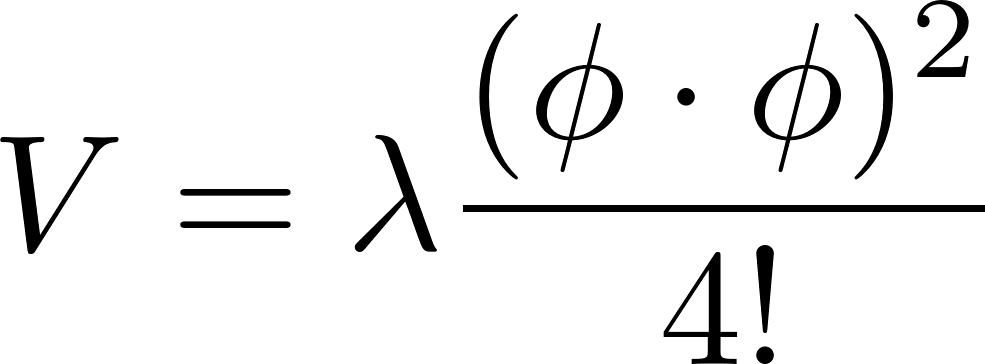 V = λ (ϕ · ϕ)² / 4!